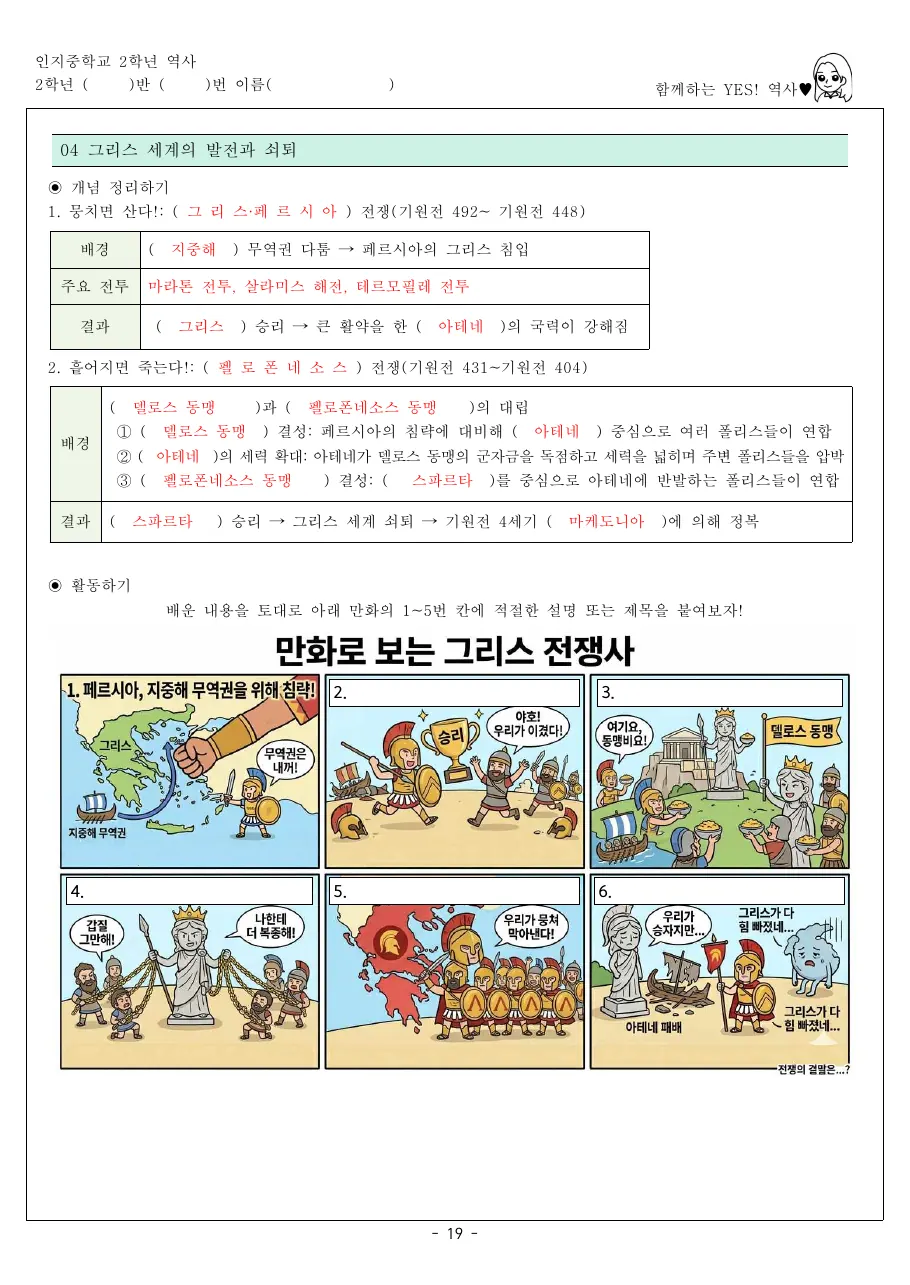 인지중학교 2학년 역사
2학년 (     )반 (     )번 이름(               )
함께하는 YES! 역사♥
04 그리스 세계의 발전과 쇠퇴
◉ 개념 정리하기
1. 뭉치면 산다!: ( 그 리 스·페 르 시 아 ) 전쟁(기원전 492~ 기원전 448)
배경 (  지중해  ) 무역권 다툼 → 페르시아의 그리스 침입
주요 전투 마라톤 전투, 살라미스 해전, 테르모필레 전투
결과 (  그리스  ) 승리 → 큰 활약을 한 (  아테네  )의 국력이 강해짐
2. 흩어지면 죽는다!: ( 펠 로 폰 네 소 스 ) 전쟁(기원전 431~기원전 404)
배경
(  델로스 동맹     )과 (  펠로폰네소스 동맹    )의 대립
① (  델로스 동맹  ) 결성: 페르시아의 침략에 대비해 (  아테네  ) 중심으로 여러 폴리스들이 연합
② (  아테네  )의 세력 확대: 아테네가 델로스 동맹의 군자금을 독점하고 세력을 넓히며 주변 폴리스들을 압박
③ (  펠로폰네소스 동맹    ) 결성: (   스파르타  )를 중심으로 아테네에 반발하는 폴리스들이 연합
결과 (  스파르타   ) 승리 → 그리스 세계 쇠퇴 → 기원전 4세기 (  마케도니아  )에 의해 정복
◉ 활동하기
배운 내용을 토대로 아래 만화의 1~5번 칸에 적절한 설명 또는 제목을 붙여보자!
만화로 보는 그리스 전쟁사
1. 페르시아, 지중해 무역권을 위해 침략!
그리스
무역권은
내꺼!
지중해 무역권
2.
승리
야호!
우리가 이겼다!
3.
여기요,
동맹비요!
델로스 동맹
4.
갑질
그만해!
나한테
더 복종해!
5.
우리가 뭉쳐
막아낸다!
6.
우리가
승자지만...
그리스가 다
힘 빠졌네...
아테네 패배
그리스가 다
힘 빠졌네...
전쟁의 결말은...?
- 19 -